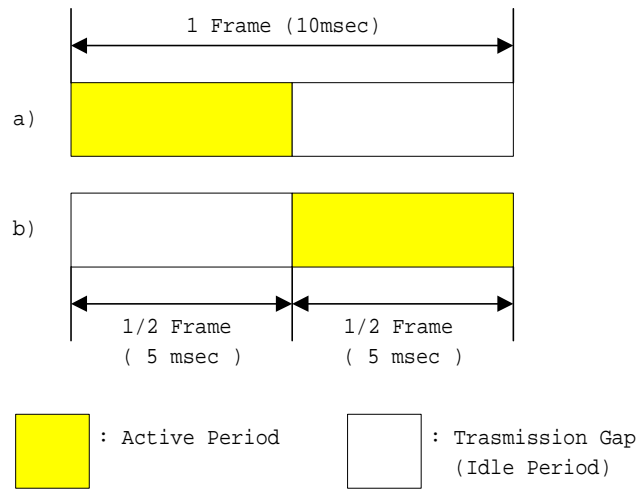 1 Frame (10msec)
a)
b)
1/2 Frame
( 5 msec )
1/2 Frame
( 5 msec )
: Active Period
: Trasmission Gap
(Idle Period)